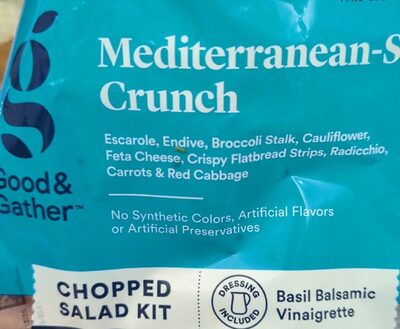 Mediterranean-S
Crunch
Escarole, Endive, Broccoli Stalk, Cauliflower,
Feta Cheese, Crispy Flatbread Strips, Radicchio,
Carrots & Red Cabbage
Good &
Gather™
No Synthetic Colors, Artificial Flavors
or Artificial Preservatives
CHOPPED
SALAD KIT
DRESSING
INCLUDED
Basil Balsamic
Vinaigrette